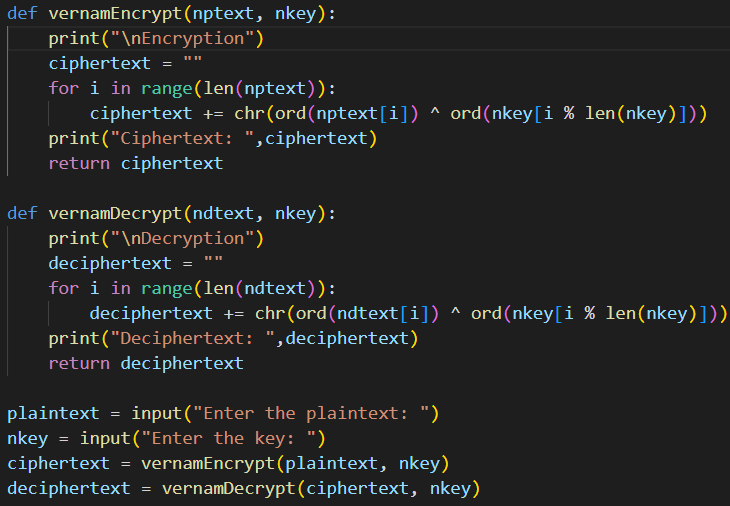 def vernamEncrypt(nptext, nkey):
    print("\nEncryption")
    ciphertext = ""
    for i in range(len(nptext)):
        ciphertext += chr(ord(nptext[i]) ^ ord(nkey[i % len(nkey)]))
    print("Ciphertext: ",ciphertext)
    return ciphertext

def vernamDecrypt(ndtext, nkey):
    print("\nDecryption")
    deciphertext = ""
    for i in range(len(ndtext)):
        deciphertext += chr(ord(ndtext[i]) ^ ord(nkey[i % len(nkey)]))
    print("Deciphertext: ",deciphertext)
    return deciphertext

plaintext = input("Enter the plaintext: ")
nkey = input("Enter the key: ")
ciphertext = vernamEncrypt(plaintext, nkey)
deciphertext = vernamDecrypt(ciphertext, nkey)